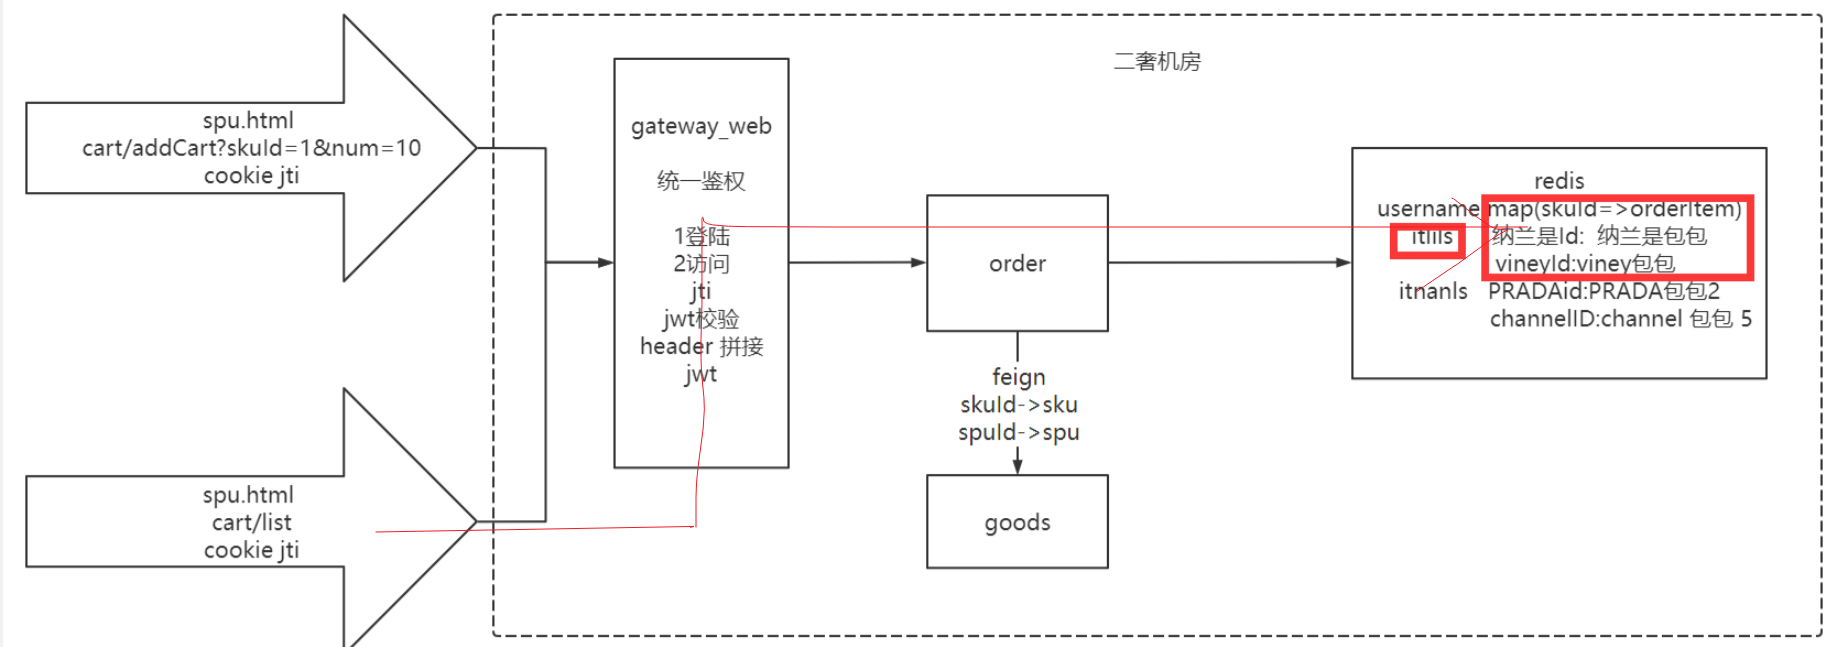 spu.html
cart/addCart?skuId=1&num=10
cookie jti
spu.html
cart/list
cookie jti
二奢机房
gateway_web
统一鉴权
1登陆
2访问
jti
jwt校验
header 拼接
jwt
order
feign
skuId->sku
spuId->spu
goods
redis
username map(skuId=>orderItem)
itlils 纳兰是Id: 纳兰是包包
vineyId:viney包包
itnanls PRADAid:PRADA包包2
channelID:channel 包包 5